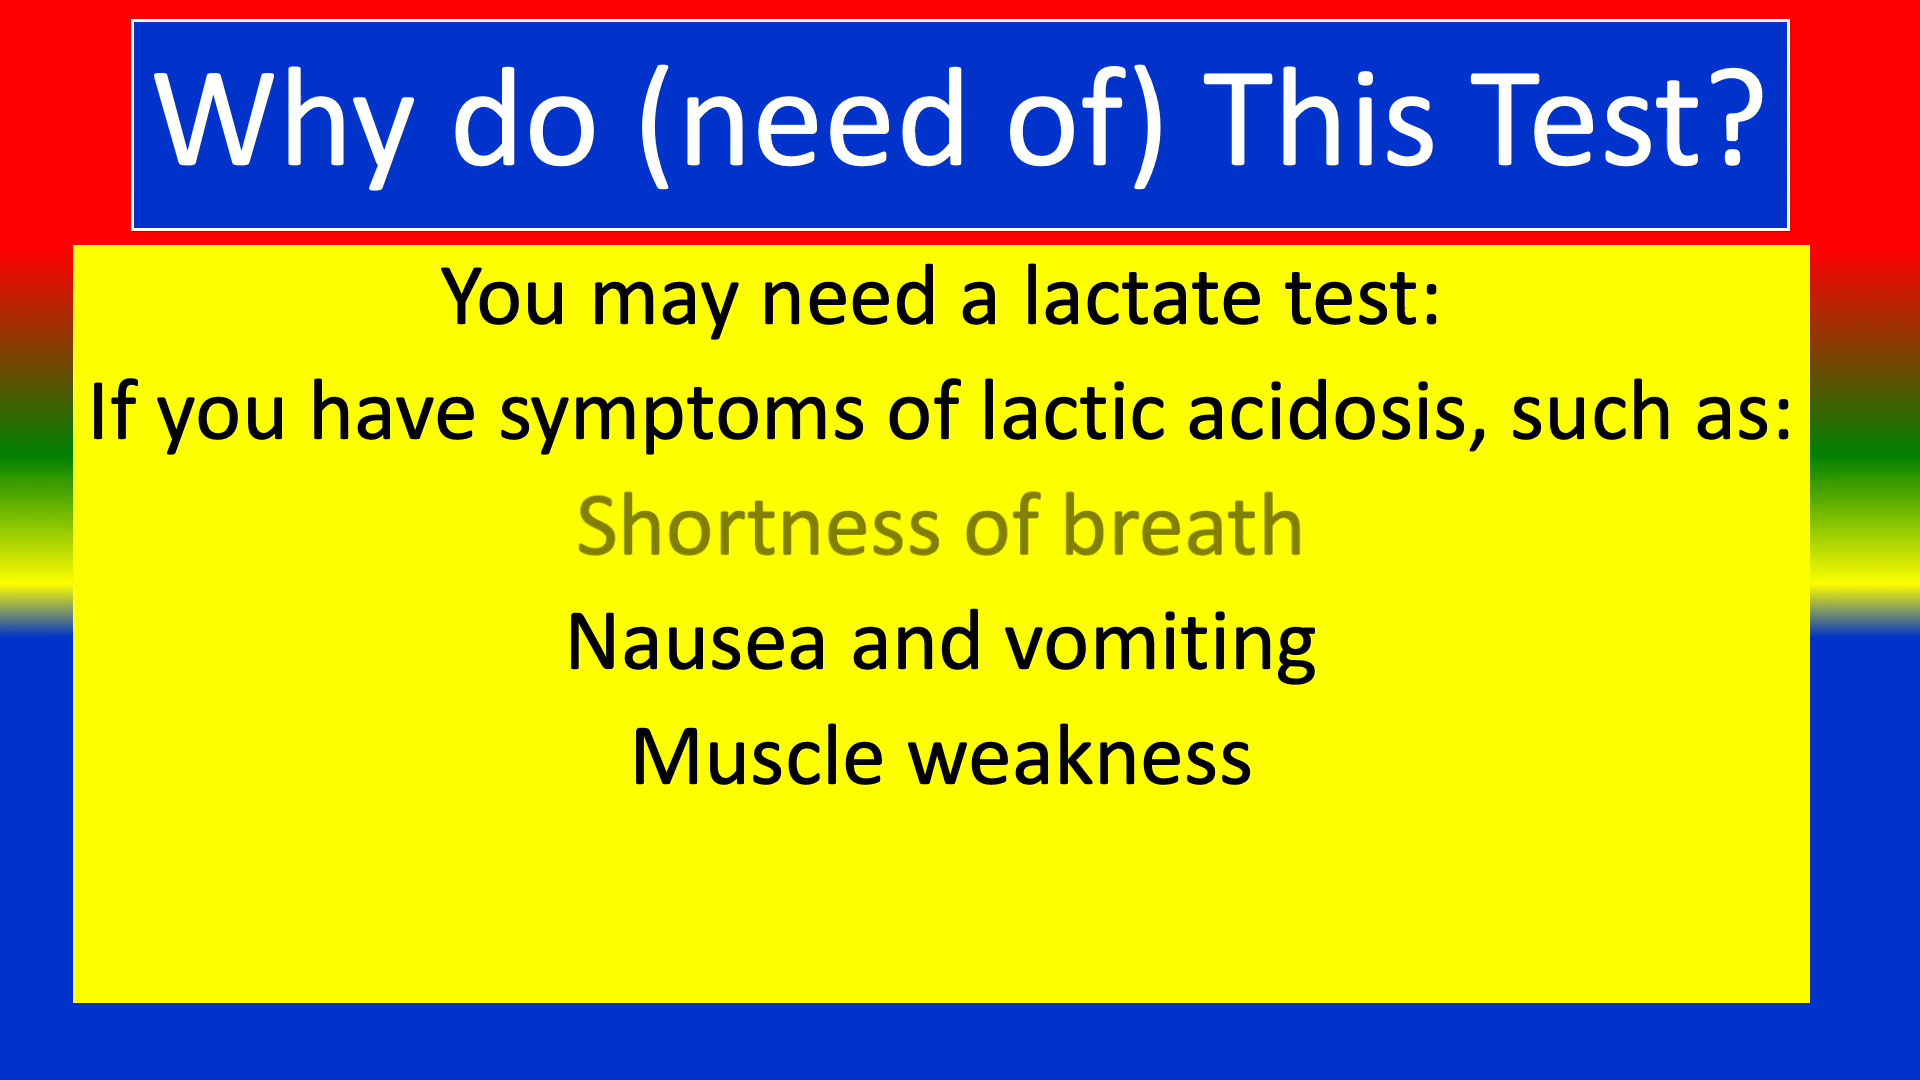 Why do (need of) This Test?
You may need a lactate test:
If you have symptoms of lactic acidosis, such as:
Shortness of breath
Nausea and vomiting
Muscle weakness